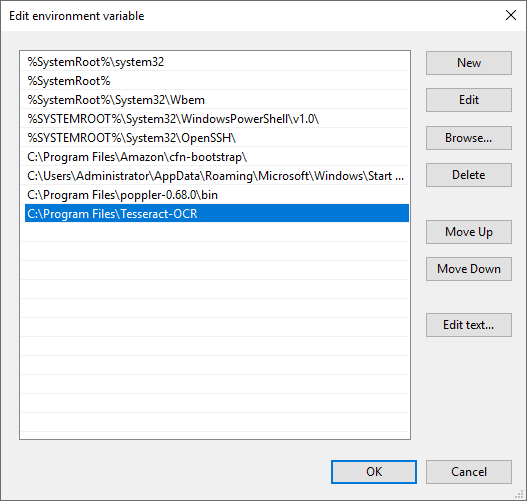 Edit environment variable
%SystemRoot%\system32
%SystemRoot%
%SystemRoot%\System32\Wbem
%SYSTEMROOT%\System32\WindowsPowerShell\v1.0\
%SYSTEMROOT%\System32\OpenSSH\
C:\Program Files\Amazon\cfn-bootstrap\
C:\Users\Administrator\AppData\Roaming\Microsoft\Windows\Start ...
C:\Program Files\poppler-0.68.0\bin
C:\Program Files\Tesseract-OCR
New
Edit
Browse...
Delete
Move Up
Move Down
Edit text...
OK
Cancel